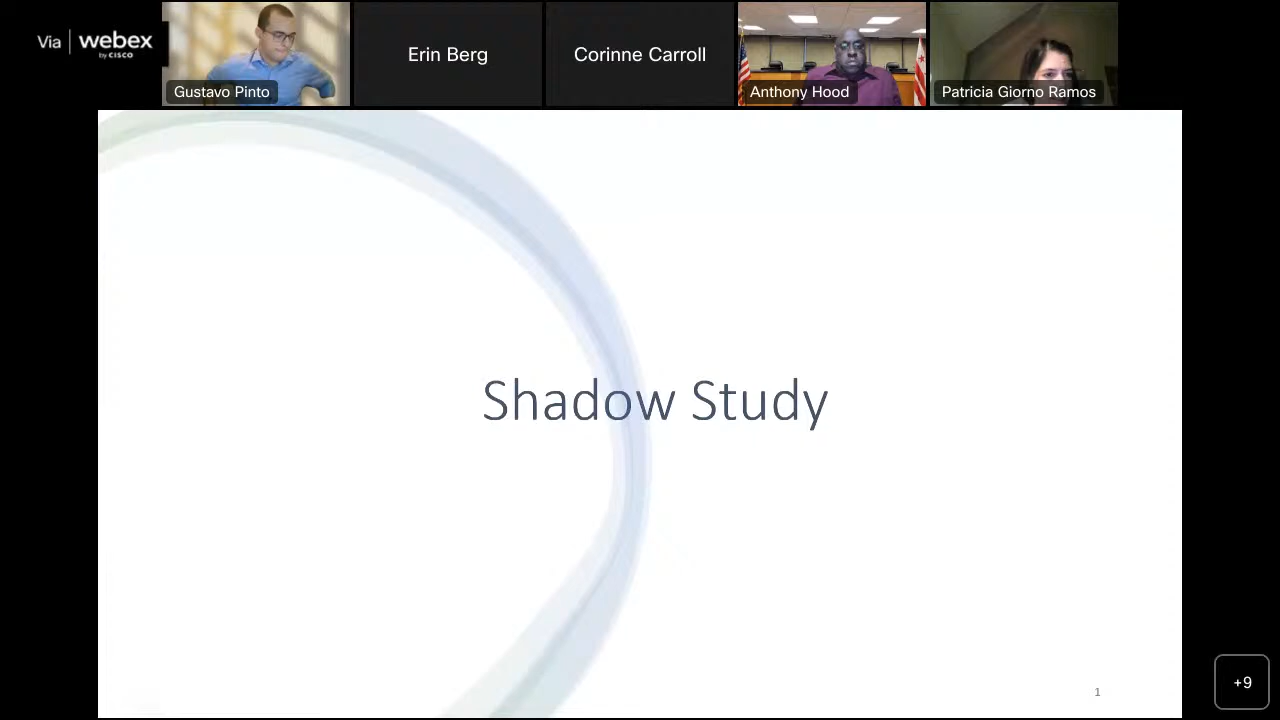 Via webex
by CISCO
Gustavo Pinto
Erin Berg
Corinne Carroll
Anthony Hood
Patricia Giorno Ramos
Shadow Study
1
+9